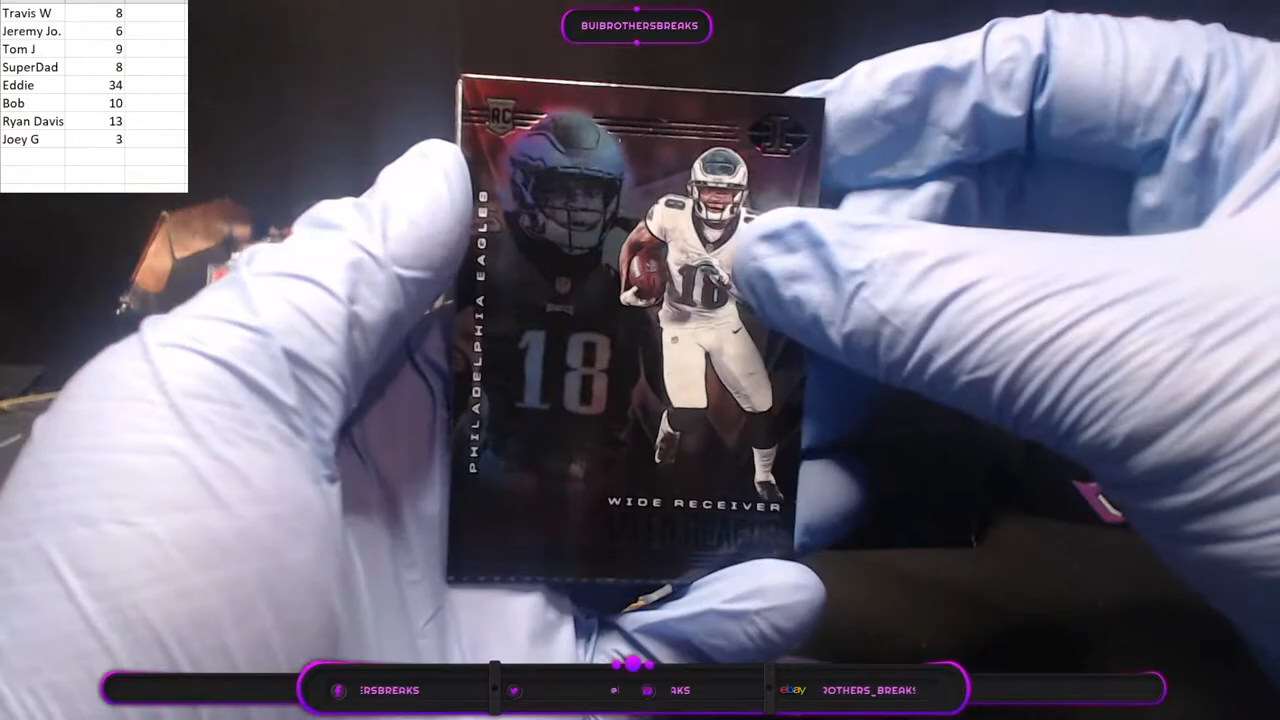 Travis W 8
Jeremy Jo. 6
Tom J 9
SuperDad 8
Eddie 34
Bob 10
Ryan Davis 13
Joey G 3
BUIBROTHERSBREAKS
RC
PHILADELPHIA EAGLES
18
18
WIDE RECEIVER
ERSBREAKS
AKS
ebay
ROTHERS_BREAKS